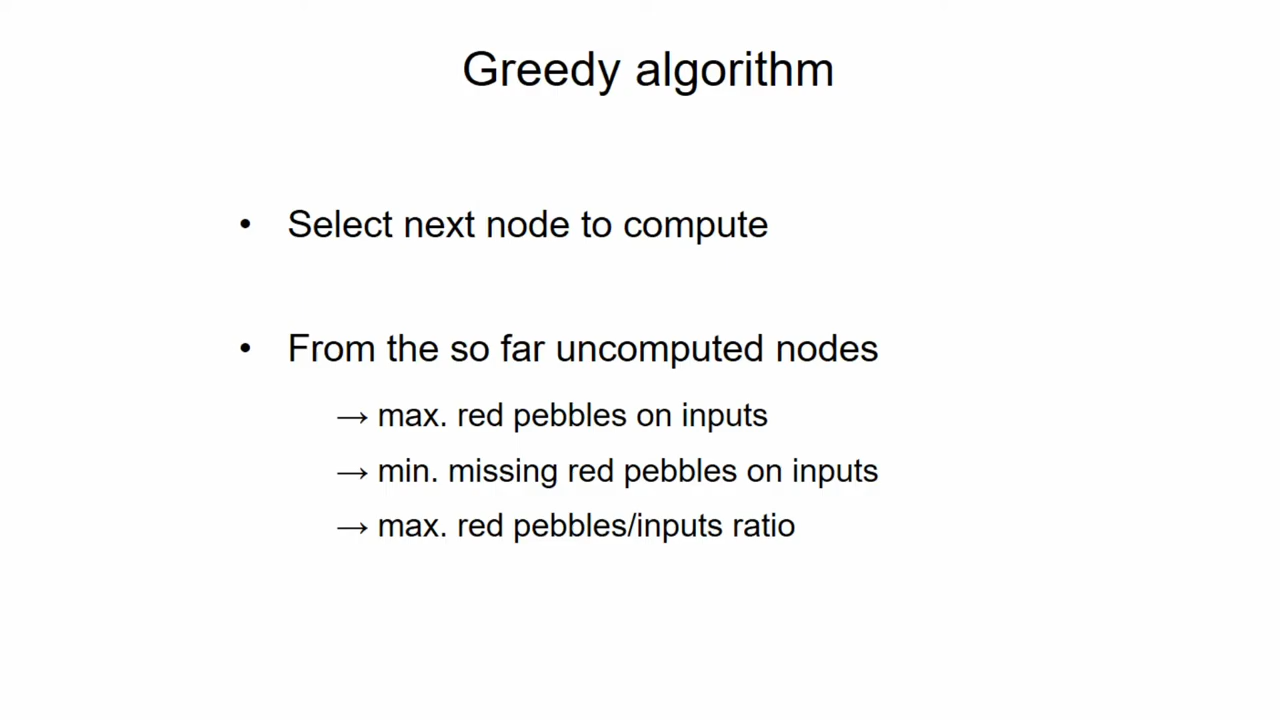 Greedy algorithm
• Select next node to compute
• From the so far uncomputed nodes
→ max. red pebbles on inputs
→ min. missing red pebbles on inputs
→ max. red pebbles/inputs ratio